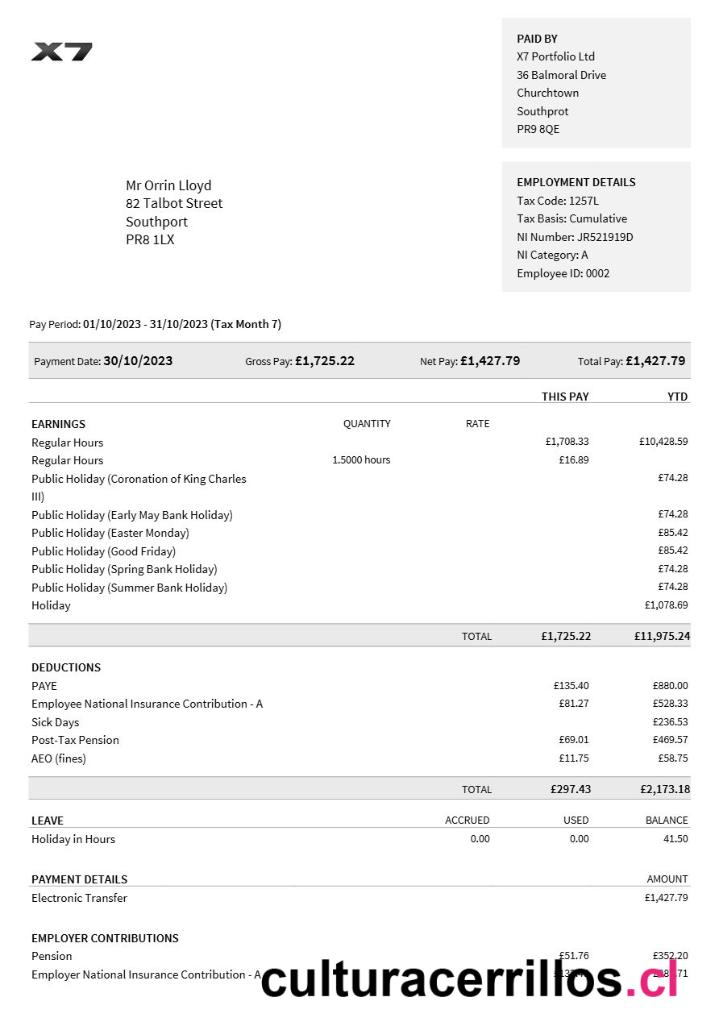 X7
PAID BY
X7 Portfolio Ltd
36 Balmoral Drive
Churchtown
Southprot
PR9 8QE
Mr Orrin Lloyd
82 Talbot Street
Southport
PR8 1LX
EMPLOYMENT DETAILS
Tax Code: 1257L
Tax Basis: Cumulative
NI Number: JR521919D
NI Category: A
Employee ID: 0002
Pay Period: 01/10/2023 - 31/10/2023 (Tax Month 7)
Payment Date: 30/10/2023 Gross Pay: £1,725.22 Net Pay: £1,427.79 Total Pay: £1,427.79
THIS PAY YTD
EARNINGS QUANTITY RATE
Regular Hours £1,708.33 £10,428.59
Regular Hours 1.5000 hours £16.89
Public Holiday (Coronation of King Charles £74.28
III)
Public Holiday (Early May Bank Holiday) £74.28
Public Holiday (Easter Monday) £85.42
Public Holiday (Good Friday) £85.42
Public Holiday (Spring Bank Holiday) £74.28
Public Holiday (Summer Bank Holiday) £74.28
Holiday £1,078.69
TOTAL £1,725.22 £11,975.24
DEDUCTIONS
PAYE £135.40 £880.00
Employee National Insurance Contribution - A £81.27 £528.33
Sick Days £236.53
Post-Tax Pension £69.01 £469.57
AEO (fines) £11.75 £58.75
TOTAL £297.43 £2,173.18
LEAVE ACCRUED USED BALANCE
Holiday in Hours 0.00 0.00 41.50
PAYMENT DETAILS AMOUNT
Electronic Transfer £1,427.79
EMPLOYER CONTRIBUTIONS
Pension £51.76 £352.20
Employer National Insurance Contribution - A
culturacerrillos.cl